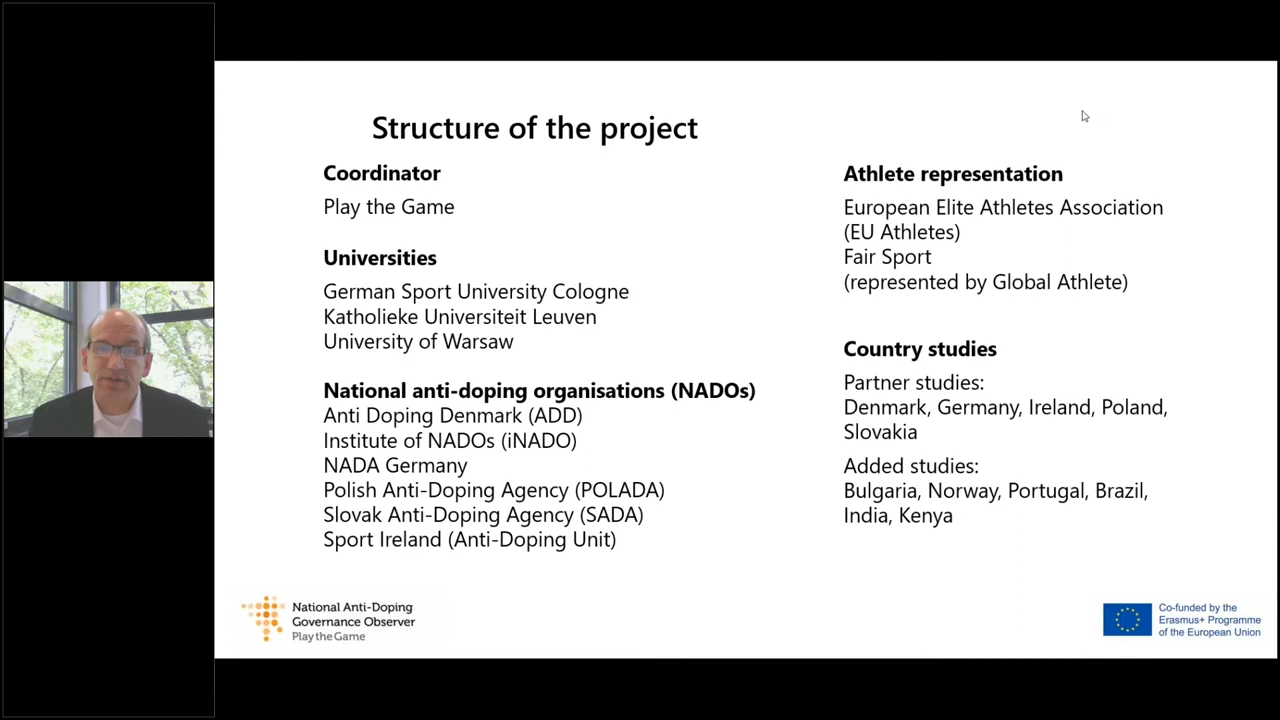 Structure of the project
Coordinator
Play the Game
Universities
German Sport University Cologne
Katholieke Universiteit Leuven
University of Warsaw
National anti-doping organisations (NADOs)
Anti Doping Denmark (ADD)
Institute of NADOs (iNADO)
NADA Germany
Polish Anti-Doping Agency (POLADA)
Slovak Anti-Doping Agency (SADA)
Sport Ireland (Anti-Doping Unit)
Athlete representation
European Elite Athletes Association
(EU Athletes)
Fair Sport
(represented by Global Athlete)
Country studies
Partner studies:
Denmark, Germany, Ireland, Poland,
Slovakia
Added studies:
Bulgaria, Norway, Portugal, Brazil,
India, Kenya
National Anti-Doping
Governance Observer
Play the Game
Co-funded by the
Erasmus+ Programme
of the European Union